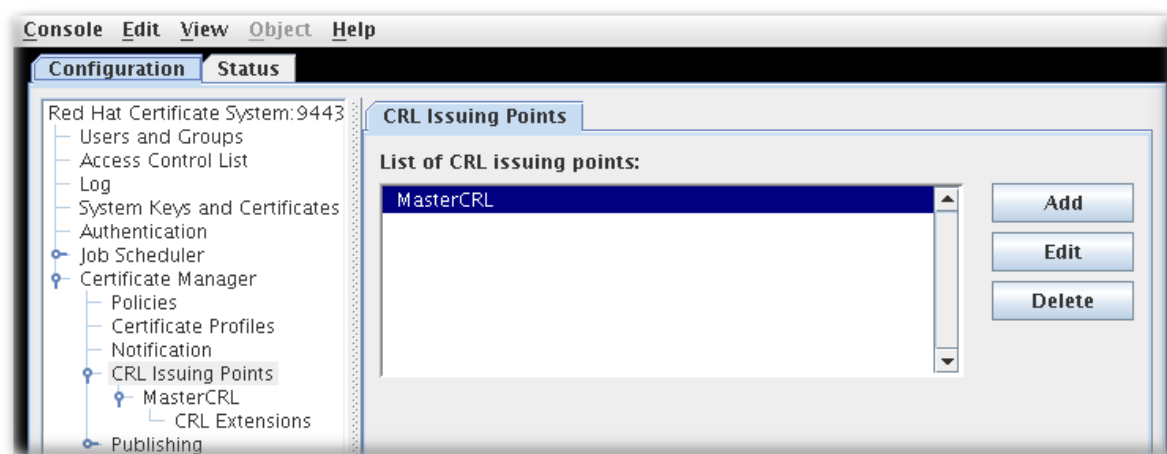 Console Edit View Object Help
Configuration Status
Red Hat Certificate System:9443
Users and Groups
Access Control List
Log
System Keys and Certificates
Authentication
Job Scheduler
Certificate Manager
Policies
Certificate Profiles
Notification
CRL Issuing Points
MasterCRL
CRL Extensions
Publishing
CRL Issuing Points
List of CRL issuing points:
MasterCRL
Add
Edit
Delete